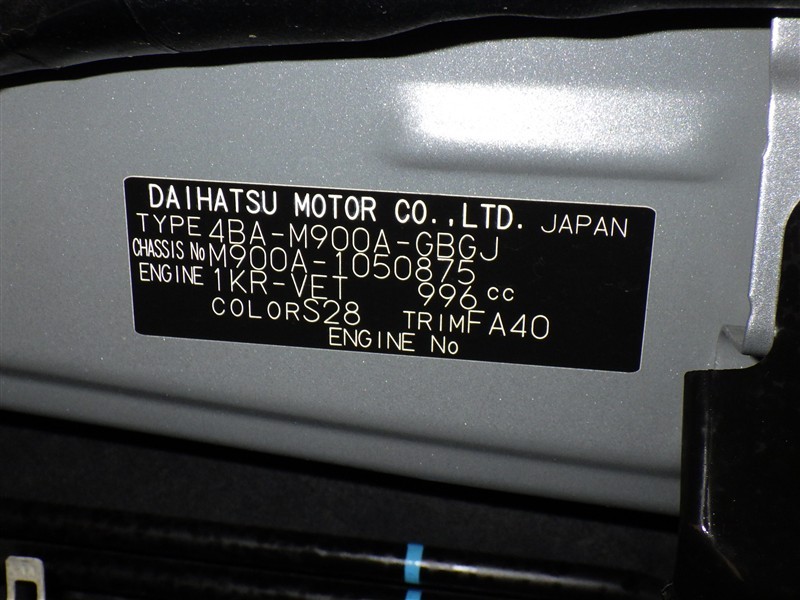 DAIHATSU MOTOR CO.,LTD. JAPAN
TYPE 4BA-M900A-GBGJ
CHASSIS No M900A-1050875
ENGINE 1KR-VET 996 cc
COLOR S28 TRIM FA40
ENGINE No